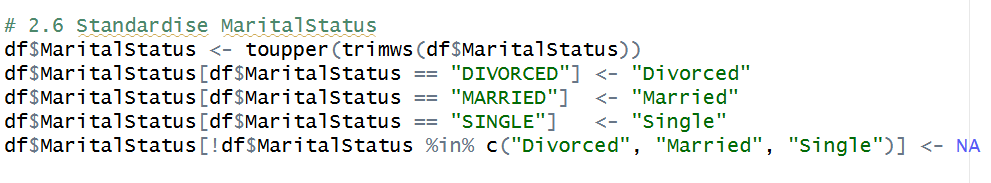 # 2.6 Standardise MaritalStatus
df$MaritalStatus <- toupper(trimws(df$MaritalStatus))
df$MaritalStatus[df$MaritalStatus == "DIVORCED"] <- "Divorced"
df$MaritalStatus[df$MaritalStatus == "MARRIED"]  <- "Married"
df$MaritalStatus[df$MaritalStatus == "SINGLE"]   <- "Single"
df$MaritalStatus[!df$MaritalStatus %in% c("Divorced", "Married", "Single")] <- NA